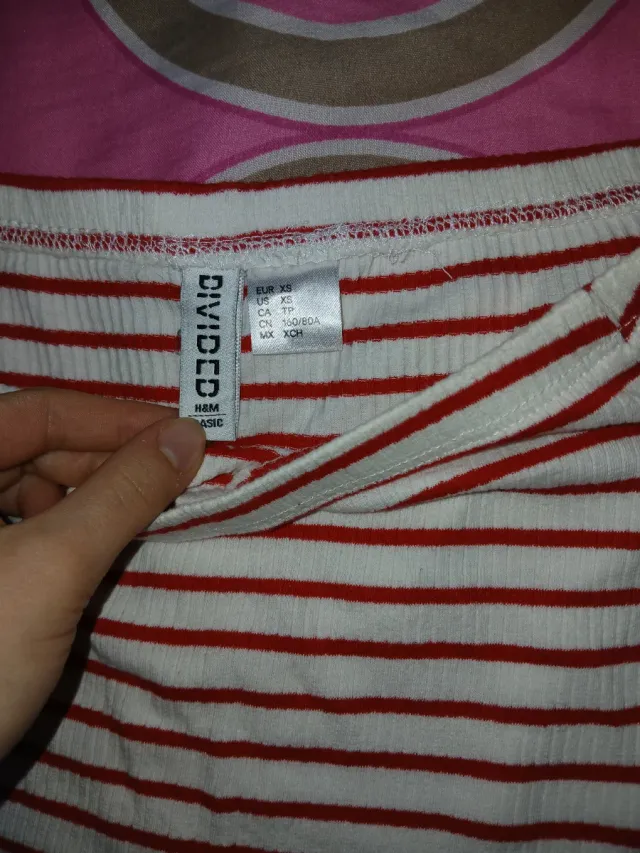 DIVIDED
H&M
BASIC
EUR XS
US XS
CA TP
CN 160/80A
MX XCH